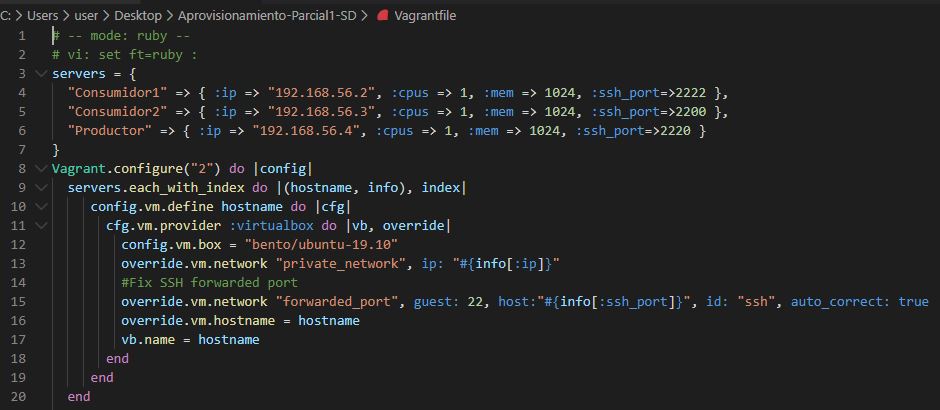 C: > Users > user > Desktop > Aprovisionamiento-Parcial1-SD > Vagrantfile
1 # -- mode: ruby --
2 # vi: set ft=ruby :
3 servers = {
4 "Consumidor1" => { :ip => "192.168.56.2", :cpus => 1, :mem => 1024, :ssh_port=>2222 },
5 "Consumidor2" => { :ip => "192.168.56.3", :cpus => 1, :mem => 1024, :ssh_port=>2200 },
6 "Productor" => { :ip => "192.168.56.4", :cpus => 1, :mem => 1024, :ssh_port=>2220 }
7 }
8 Vagrant.configure("2") do |config|
9 servers.each_with_index do |(hostname, info), index|
10 config.vm.define hostname do |cfg|
11 cfg.vm.provider :virtualbox do |vb, override|
12 config.vm.box = "bento/ubuntu-19.10"
13 override.vm.network "private_network", ip: "#{info[:ip]}"
14 #Fix SSH forwarded port
15 override.vm.network "forwarded_port", guest: 22, host:"#{info[:ssh_port]}", id: "ssh", auto_correct: true
16 override.vm.hostname = hostname
17 vb.name = hostname
18 end
19 end
20 end